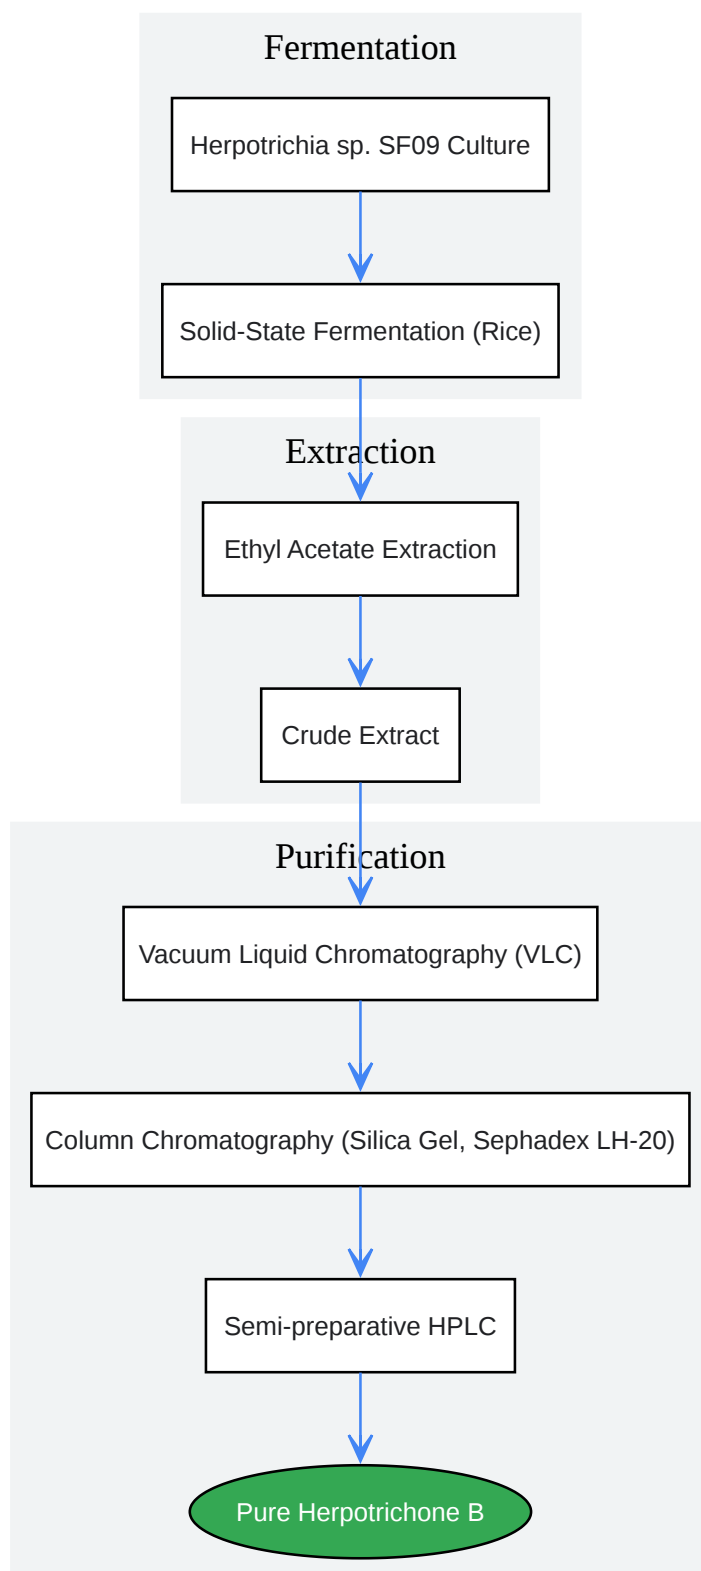 Fermentation
Herpotrichia sp. SF09 Culture
Solid-State Fermentation (Rice)
Extraction
Ethyl Acetate Extraction
Crude Extract
Purification
Vacuum Liquid Chromatography (VLC)
Column Chromatography (Silica Gel, Sephadex LH-20)
Semi-preparative HPLC
Pure Herpotrichone B